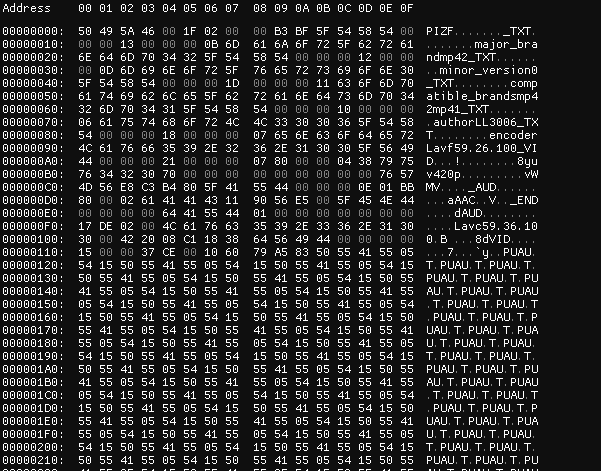 Address 00 01 02 03 04 05 06 07 08 09 0A 0B 0C 0D 0E 0F
00000000: 50 49 5A 46 00 1F 02 00 00 B3 BF 5F 54 58 54 00 PIZF......._TXT.
00000010: 00 00 13 00 00 00 0B 6D 61 6A 6F 72 5F 62 72 61 .......major_bra
00000020: 6E 64 6D 70 34 32 5F 54 58 54 00 00 00 12 00 00 ndmp42_TXT......
00000030: 00 0D 6D 69 6E 6F 72 5F 76 65 72 73 69 6F 6E 30 ..minor_version0
00000040: 5F 54 58 54 00 00 00 1D 00 00 00 11 63 6F 6D 70 _TXT........comp
00000050: 61 74 69 62 6C 65 5F 62 72 61 6E 64 73 6D 70 34 atible_brandsmp4
00000060: 32 6D 70 34 31 5F 54 58 54 00 00 00 10 00 00 00 2mp41_TXT.......
00000070: 06 61 75 74 68 6F 72 4C 4C 33 30 30 36 5F 54 58 .authorLL3006_TX
00000080: 54 00 00 00 18 00 00 00 07 65 6E 63 6F 64 65 72 T........encoder
00000090: 4C 61 76 66 35 39 2E 32 36 2E 31 30 30 5F 56 49 Lavf59.26.100_VI
000000A0: 44 00 00 00 21 00 00 00 07 80 00 00 04 38 79 75 D...!........8yu
000000B0: 76 34 32 30 70 00 00 00 00 00 00 00 00 00 76 57 v420p.........vW
000000C0: 4D 56 E8 C3 B4 80 5F 41 55 44 00 00 00 0E 01 BB MV...._AUD......
000000D0: 80 00 02 61 41 41 43 11 90 56 E5 00 5F 45 4E 44 ...aAAC..V.._END
000000E0: 00 00 00 00 64 41 55 44 01 00 00 00 00 00 00 00 ....dAUD........
000000F0: 17 DE 02 00 4C 61 76 63 35 39 2E 33 36 2E 31 30 ....Lavc59.36.10
00000100: 30 00 42 20 08 C1 18 38 64 56 49 44 00 00 00 00 0.B ...8dVID....
00000110: 15 00 00 37 CE 00 10 60 79 A5 83 50 55 41 55 05 ...7...`y..PUAU.
00000120: 54 15 50 55 41 55 05 54 15 50 55 41 55 05 54 15 T.PUAU.T.PUAU.T.
00000130: 50 55 41 55 05 54 15 50 55 41 55 05 54 15 50 55 PUAU.T.PUAU.T.PU
00000140: 41 55 05 54 15 50 55 41 55 05 54 15 50 55 41 55 AU.T.PUAU.T.PUAU
00000150: 05 54 15 50 55 41 55 05 54 15 50 55 41 55 05 54 .T.PUAU.T.PUAU.T
00000160: 15 50 55 41 55 05 54 15 50 55 41 55 05 54 15 50 .PUAU.T.PUAU.T.P
00000170: 55 41 55 05 54 15 50 55 41 55 05 54 15 50 55 41 UAU.T.PUAU.T.PUA
00000180: 55 05 54 15 50 55 41 55 05 54 15 50 55 41 55 05 U.T.PUAU.T.PUAU.
00000190: 54 15 50 55 41 55 05 54 15 50 55 41 55 05 54 15 T.PUAU.T.PUAU.T.
000001A0: 50 55 41 55 05 54 15 50 55 41 55 05 54 15 50 55 PUAU.T.PUAU.T.PU
000001B0: 41 55 05 54 15 50 55 41 55 05 54 15 50 55 41 55 AU.T.PUAU.T.PUAU
000001C0: 05 54 15 50 55 41 55 05 54 15 50 55 41 55 05 54 .T.PUAU.T.PUAU.T
000001D0: 15 50 55 41 55 05 54 15 50 55 41 55 05 54 15 50 .PUAU.T.PUAU.T.P
000001E0: 55 41 55 05 54 15 50 55 41 55 05 54 15 50 55 41 UAU.T.PUAU.T.PUA
000001F0: 55 05 54 15 50 55 41 55 05 54 15 50 55 41 55 05 U.T.PUAU.T.PUAU.
00000200: 54 15 50 55 41 55 05 54 15 50 55 41 55 05 54 15 T.PUAU.T.PUAU.T.
00000210: 50 55 41 55 05 54 15 50 55 41 55 05 54 15 50 55 PUAU.T.PUAU.T.PU